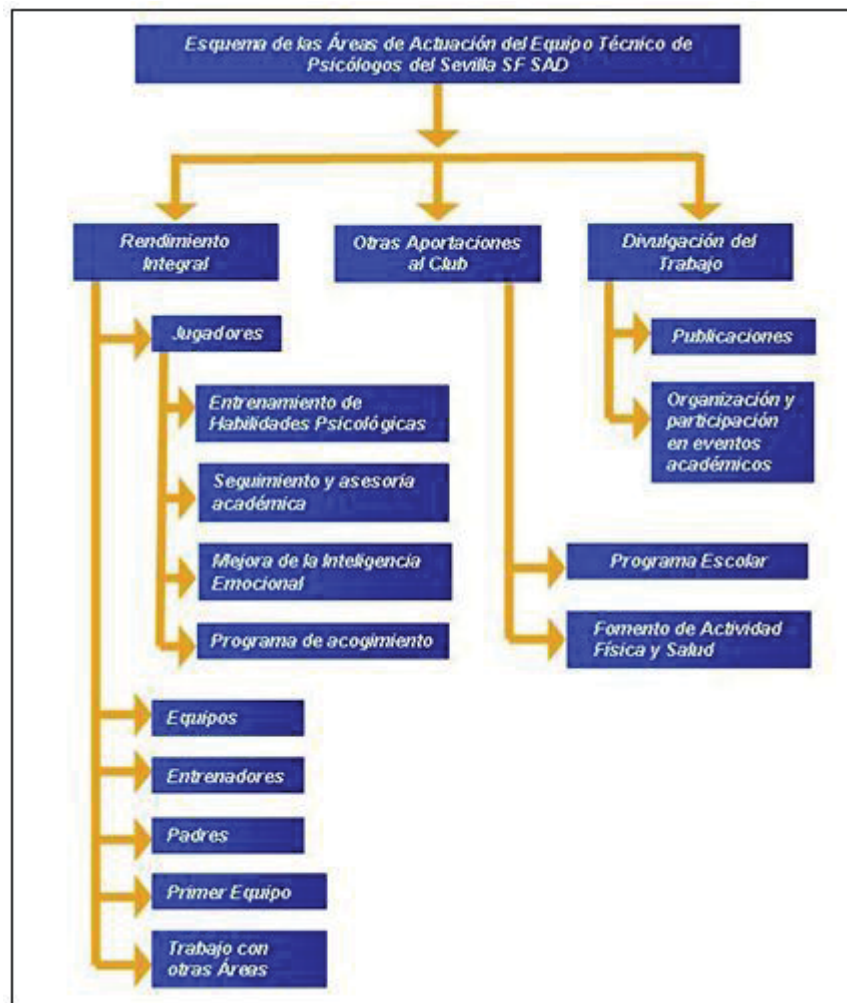 Esquema de las Áreas de Actuación del Equipo Técnico de
Psicólogos del Sevilla SF SAD
Rendimiento
Integral
Otras Aportaciones
al Club
Divulgación del
Trabajo
Jugadores
Entrenamiento de
Habilidades Psicológicas
Seguimiento y asesoría
académica
Mejora de la Inteligencia
Emocional
Programa de acogimiento
Equipos
Entrenadores
Padres
Primer Equipo
Trabajo con
otras Áreas
Programa Escolar
Fomento de Actividad
Física y Salud
Publicaciones
Organización y
participación
en eventos
académicos